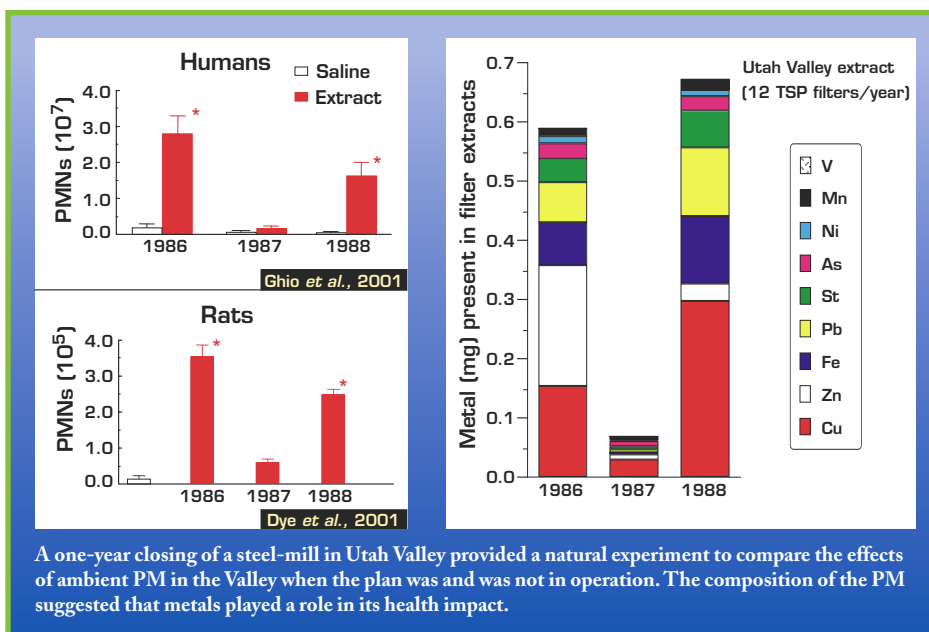 Humans
Saline
Extract
PMNs (10⁷)
4.0
3.0
2.0
1.0
0.0
*
*
1986
1987
1988
Ghio et al., 2001
Rats
PMNs (10⁵)
4.0
3.0
2.0
1.0
0.0
*
*
1986
1987
1988
Dye et al., 2001
Utah Valley extract
(12 TSP filters/year)
Metal (mg) present in filter extracts
0.7
0.6
0.5
0.4
0.3
0.2
0.1
0.0
1986
1987
1988
V
Mn
Ni
As
St
Pb
Fe
Zn
Cu
A one-year closing of a steel-mill in Utah Valley provided a natural experiment to compare the effects
of ambient PM in the Valley when the plan was and was not in operation. The composition of the PM
suggested that metals played a role in its health impact.